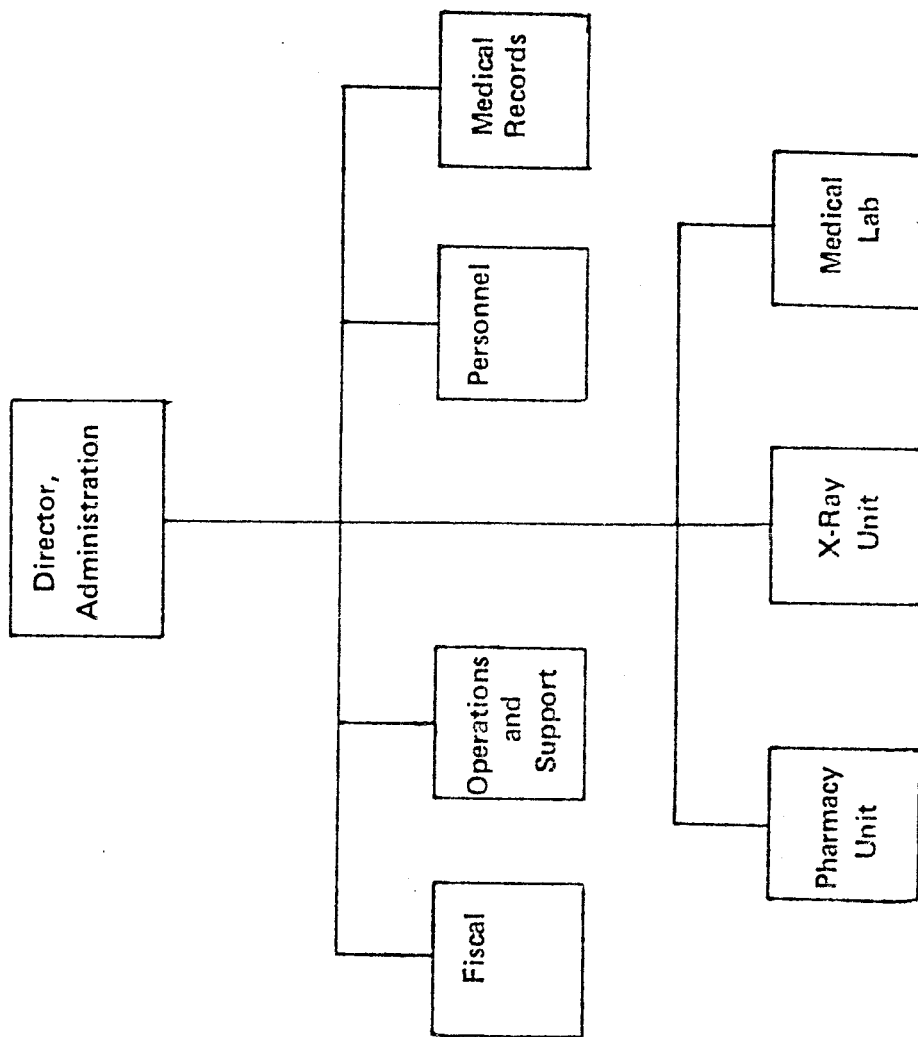 Director,
Administration
Fiscal
Operations
and
Support
Personnel
Medical
Records
Pharmacy
Unit
X-Ray
Unit
Medical
Lab